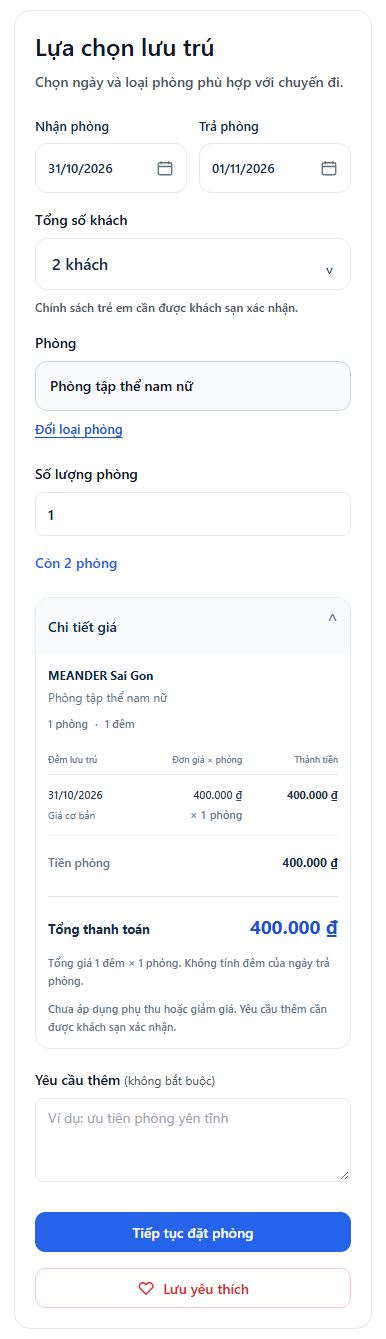 Lựa chọn lưu trú
Chọn ngày và loại phòng phù hợp với chuyến đi.
Nhận phòng
Trả phòng
31/10/2026
01/11/2026
Tổng số khách
2 khách
Chính sách trẻ em cần được khách sạn xác nhận.
Phòng
Phòng tập thể nam nữ
Đổi loại phòng
Số lượng phòng
1
Còn 2 phòng
Chi tiết giá
MEANDER Sai Gon
Phòng tập thể nam nữ
1 phòng · 1 đêm
Đêm lưu trú Đơn giá × phòng Thành tiền
31/10/2026 400.000 ₫ 400.000 ₫
Giá cơ bản × 1 phòng
Tiền phòng 400.000 ₫
Tổng thanh toán 400.000 ₫
Tổng giá 1 đêm × 1 phòng. Không tính đêm của ngày trả
phòng.
Chưa áp dụng phụ thu hoặc giảm giá. Yêu cầu thêm cần
được khách sạn xác nhận.
Yêu cầu thêm (không bắt buộc)
Ví dụ: ưu tiên phòng yên tĩnh
Tiếp tục đặt phòng
Lưu yêu thích